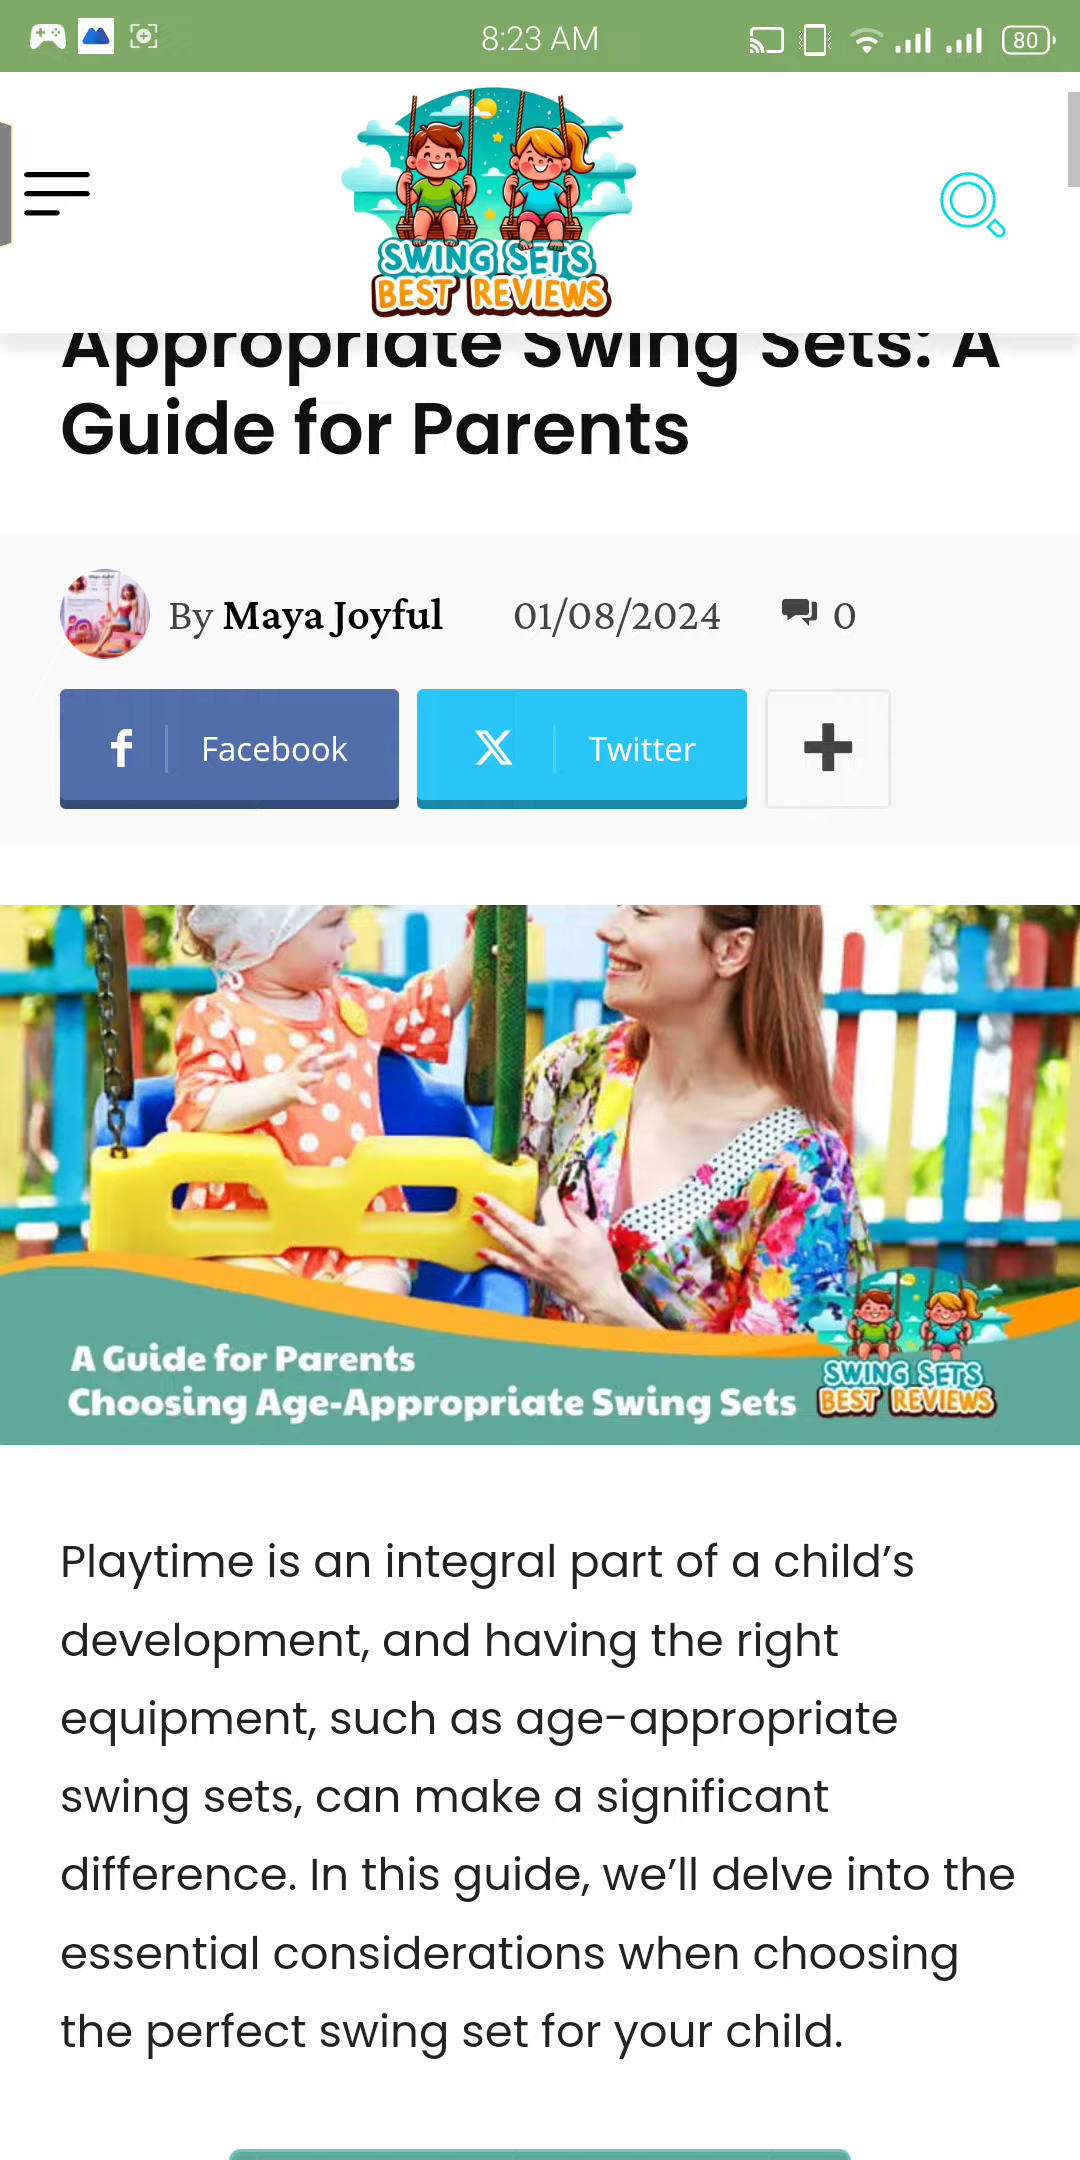 8:23 AM
80
SWING SETS
BEST REVIEWS
Appropriate Swing Sets: A
Guide for Parents
By Maya Joyful 01/08/2024 0
Facebook
Twitter
A Guide for Parents
Choosing Age-Appropriate Swing Sets
SWING SETS
BEST REVIEWS
Playtime is an integral part of a child’s
development, and having the right
equipment, such as age-appropriate
swing sets, can make a significant
difference. In this guide, we’ll delve into the
essential considerations when choosing
the perfect swing set for your child.